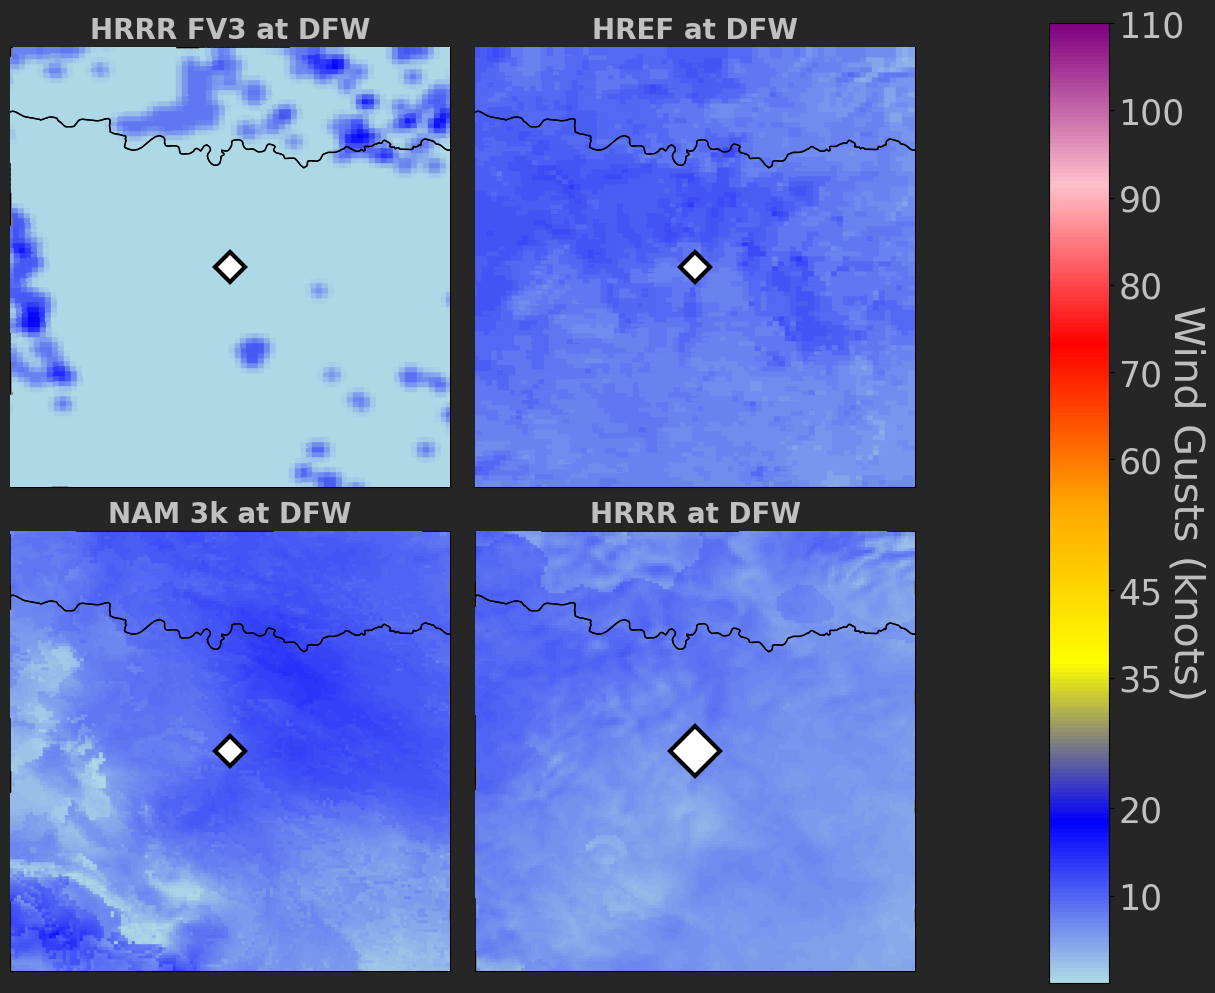 HRRR FV3 at DFW
HREF at DFW
NAM 3k at DFW
HRRR at DFW
110
100
90
80
70
60
45
35
20
10
Wind Gusts (knots)